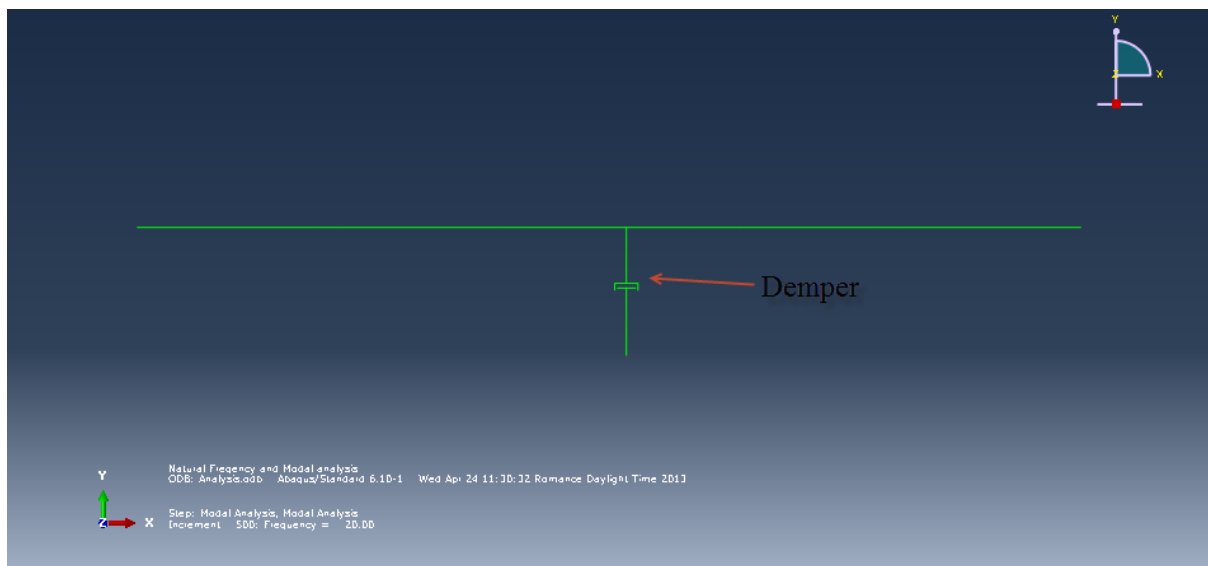 Y
Z X
Demper
Natural Freqency and Modal analysis
ODB: Analysis.odb Abaqus/Standard 6.10-1 Wed Apr 24 11:30:32 Romance Daylight Time 2013
Y
Z X
Step: Modal Analysis, Modal Analysis
Increment 500: Frequency = 20.00